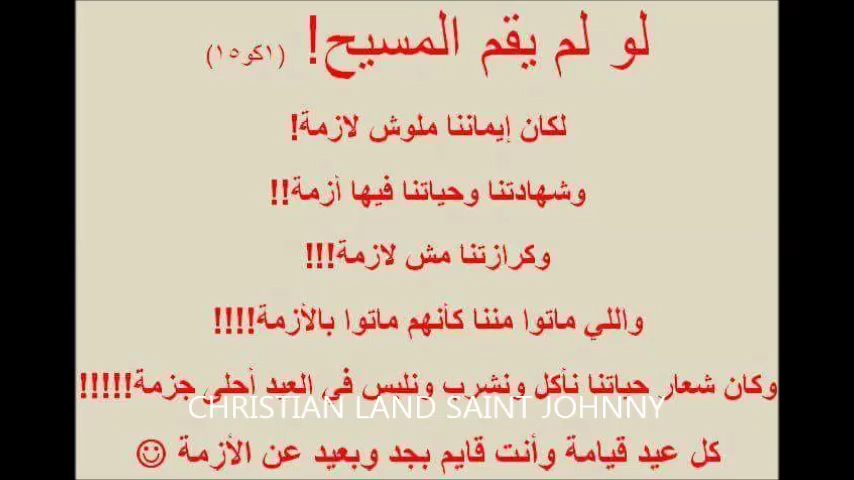 لو لم يقم المسيح! (١كو١٥)
لكان إيماننا ملوش لازمة!
وشهادتنا وحياتنا فيها أزمة!!
وكرازتنا مش لازمة!!!
واللي ماتوا مننا كأنهم ماتوا بالأزمة!!!!
وكان شعار حياتنا نأكل ونشرب ونلبس في العيد أحلى جزمة!!!!!
CHRISTIAN LAND SAINT JOHNNY
كل عيد قيامة وأنت قايم بجد وبعيد عن الأزمة ☺